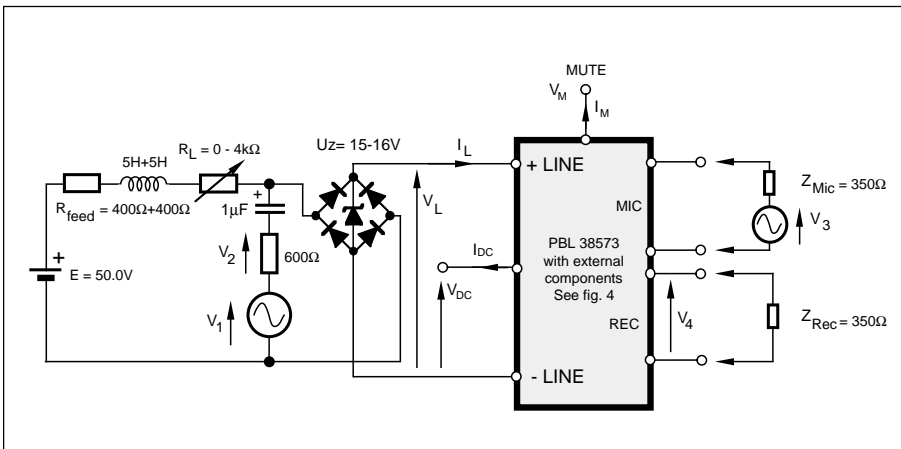 MUTE
V_M
I_M
R_L = 0 - 4kΩ
5H+5H
Uz= 15-16V
I_L
+ LINE
R_feed = 400Ω+400Ω
+
1µF
V_L
MIC
Z_Mic = 350Ω
V_3
V_2
600Ω
I_DC
PBL 38573
with external
components
See fig. 4
+
E = 50.0V
V_DC
V_1
REC
V_4
Z_Rec = 350Ω
- LINE